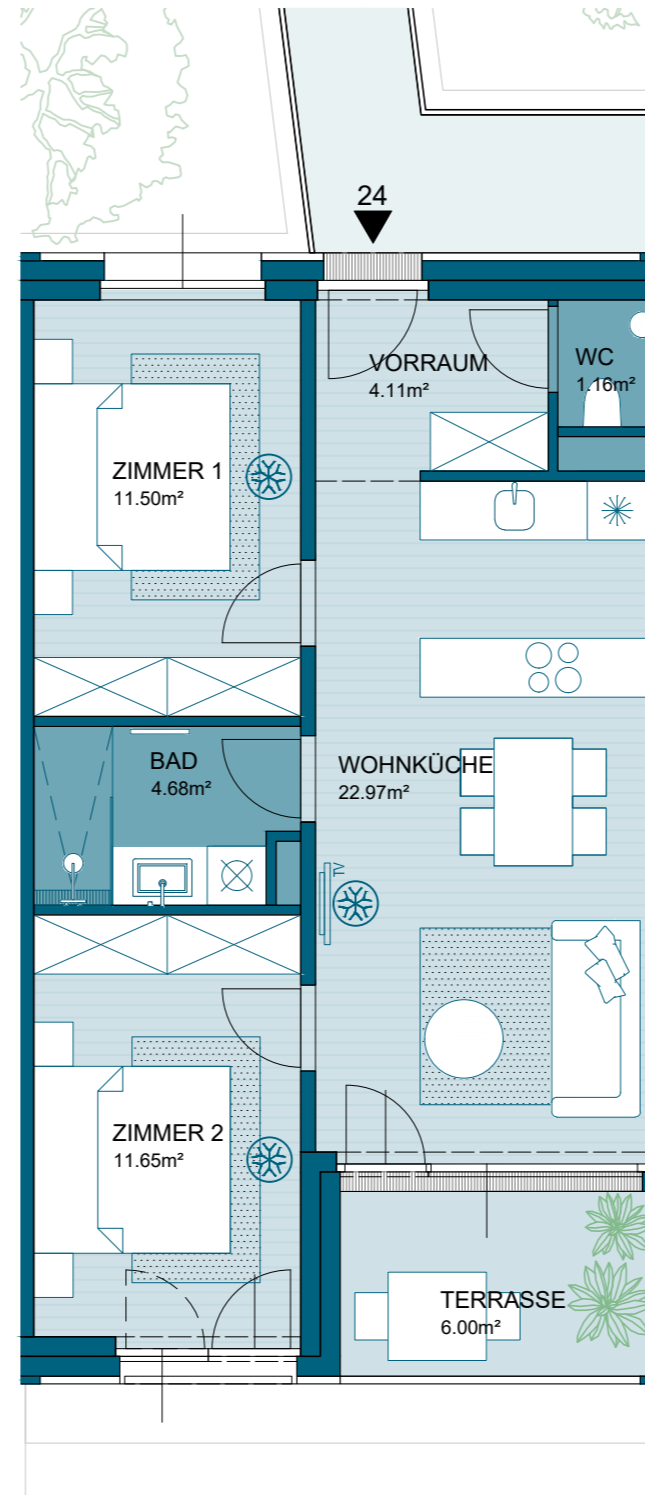 24
VORRAUM
4.11m²
WC
1.16m²
ZIMMER 1
11.50m²
BAD
4.68m²
WOHNKÜCHE
22.97m²
TV
ZIMMER 2
11.65m²
TERRASSE
6.00m²